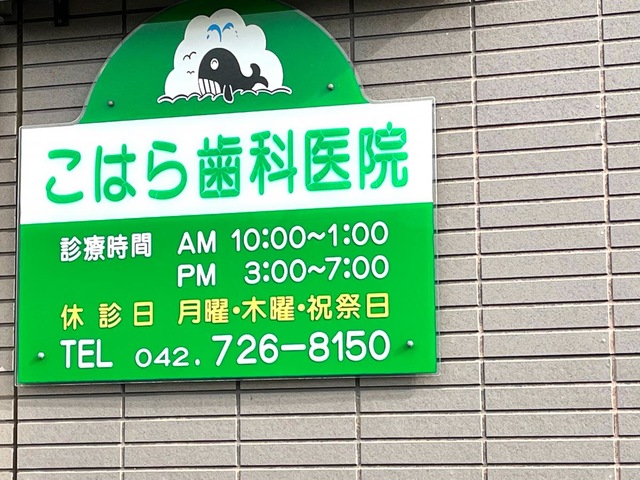 こはら歯科医院
診療時間 AM 10:00~1:00
PM 3:00~7:00
休診日 月曜・木曜・祝祭日
TEL 042.726-8150